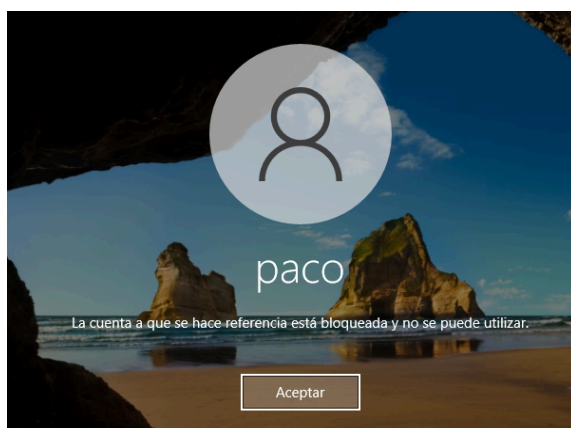 paco
La cuenta a que se hace referencia está bloqueada y no se puede utilizar.
Aceptar